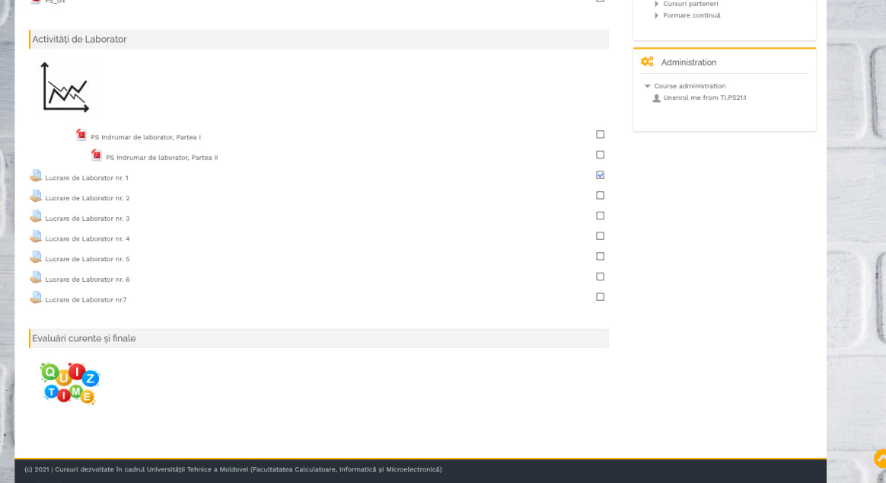 PS_04
Cursuri parteneri
Formare continuă
Activități de Laborator
Administration
Course administration
Unenrol me from TI.PS21.1
PS Indrumar de laborator, Partea I
PS Indrumar de laborator, Partea II
Lucrare de Laborator nr. 1
Lucrare de Laborator nr. 2
Lucrare de Laborator nr. 3
Lucrare de Laborator nr. 4
Lucrare de Laborator nr. 5
Lucrare de Laborator nr. 6
Lucrare de Laborator nr.7
Evaluări curente și finale
QUIZ
TIME
(c) 2021 | Cursuri dezvoltate în cadrul Universității Tehnice a Moldovei (Facultatatea Calculatoare, Informatică și Microelectronică)